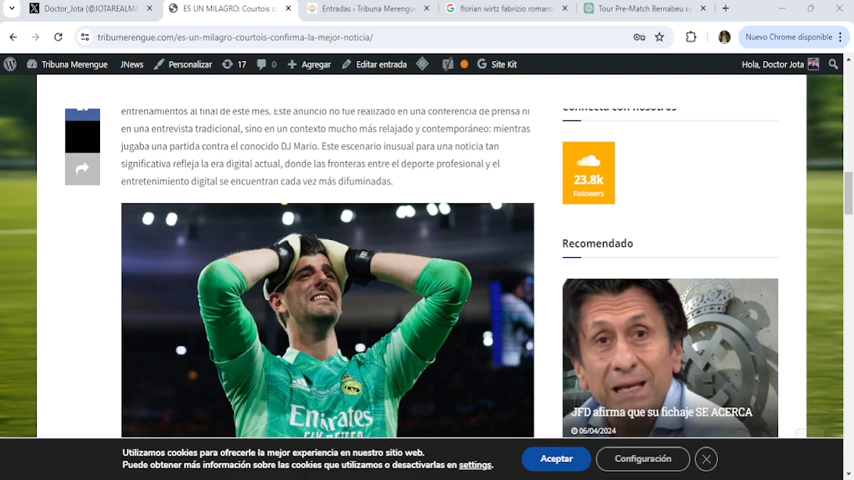 Doctor_Jota (@JOTAREALMA
ES UN MILAGRO: Courtois c
Entradas ‹ Tribuna Merengue
florian wirtz fabrizio romano
Tour Pre-Match Bernabeu ex
tribumerengue.com/es-un-milagro-courtois-confirma-la-mejor-noticia/
Nuevo Chrome disponible
Tribuna Merengue JNews Personalizar 17 0 Agregar Editar entrada Site Kit Hola, Doctor Jota
entrenamientos al final de este mes. Este anuncio no fue realizado en una conferencia de prensa ni
en una entrevista tradicional, sino en un contexto mucho más relajado y contemporáneo: mientras
jugaba una partida contra el conocido DJ Mario. Este escenario inusual para una noticia tan
significativa refleja la era digital actual, donde las fronteras entre el deporte profesional y el
entretenimiento digital se encuentran cada vez más difuminadas.
Emirates
Conecta con nosotros
23.8k
Followers
Recomendado
JFD afirma que su fichaje SE ACERCA
06/04/2024
Utilizamos cookies para ofrecerle la mejor experiencia en nuestro sitio web.
Puede obtener más información sobre las cookies que utilizamos o desactivarlas en settings.
Aceptar
Configuración